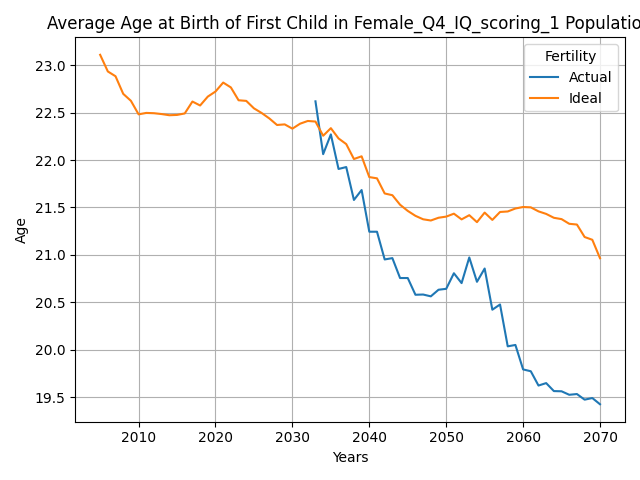 Average Age at Birth of First Child in Female_Q4_IQ_scoring_1 Populatio
Fertility
Actual
Ideal
23.0
22.5
22.0
21.5
21.0
20.5
20.0
19.5
Age
2010 2020 2030 2040 2050 2060 2070
Years